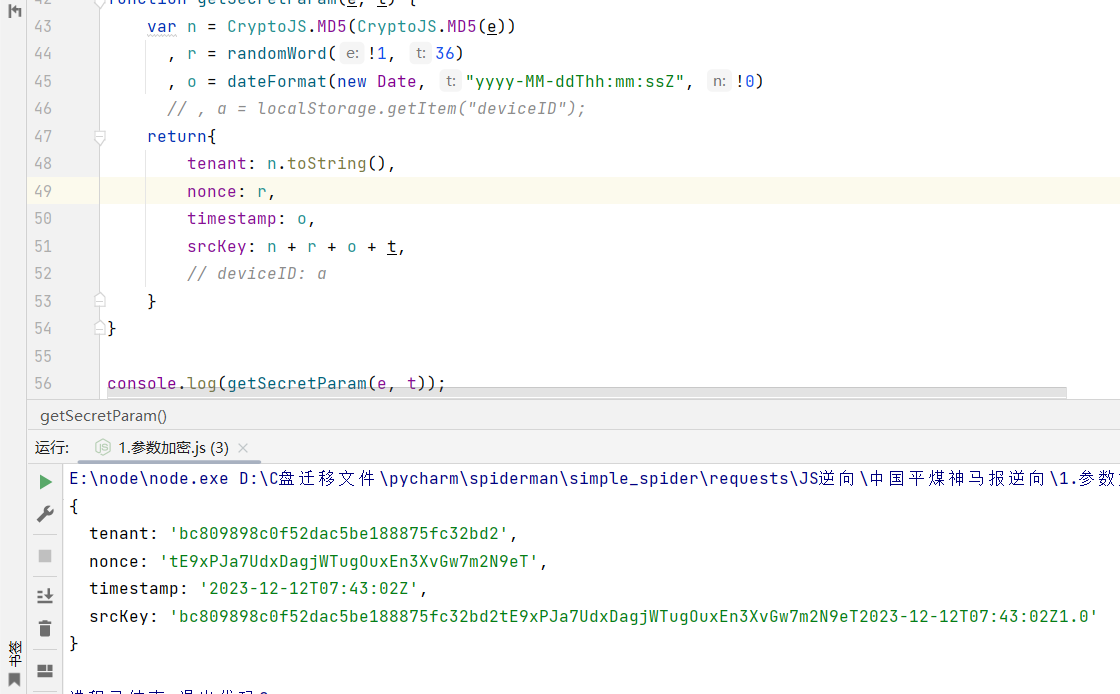 42 function getSecretParam(e, t) {
43 var n = CryptoJS.MD5(CryptoJS.MD5(e))
44 , r = randomWord( e: !1, t: 36)
45 , o = dateFormat(new Date, t: "yyyy-MM-ddThh:mm:ssZ", n: !0)
46 // , a = localStorage.getItem("deviceID");
47 return{
48 tenant: n.toString(),
49 nonce: r,
50 timestamp: o,
51 srcKey: n + r + o + t,
52 // deviceID: a
53 }
54 }
55
56 console.log(getSecretParam(e, t));
getSecretParam()
运行: JS 1.参数加密.js (3)
E:\node\node.exe D:\C盘迁移文件\pycharm\spiderman\simple_spider\requests\JS逆向\中国平煤神马报逆向\1.参数
{
tenant: 'bc809898c0f52dac5be188875fc32bd2',
nonce: 'tE9xPJa7UdxDagjWTugOuxEn3XvGw7m2N9eT',
timestamp: '2023-12-12T07:43:02Z',
srcKey: 'bc809898c0f52dac5be188875fc32bd2tE9xPJa7UdxDagjWTugOuxEn3XvGw7m2N9eT2023-12-12T07:43:02Z1.0'
}
书签